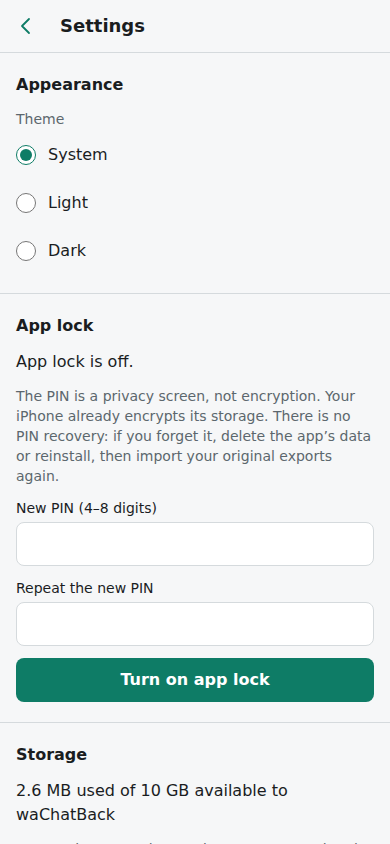 Settings
Appearance
Theme
System
Light
Dark
App lock
App lock is off.
The PIN is a privacy screen, not encryption. Your
iPhone already encrypts its storage. There is no
PIN recovery: if you forget it, delete the app’s data
or reinstall, then import your original exports
again.
New PIN (4–8 digits)
Repeat the new PIN
Turn on app lock
Storage
2.6 MB used of 10 GB available to
waChatBack